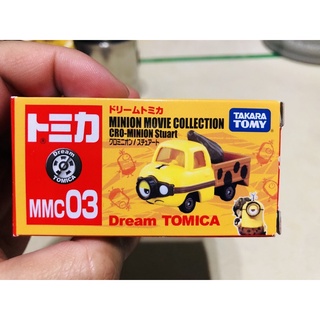 トミカ
Dream
TOMICA
MMC03
ドリームトミカ
MINION MOVIE COLLECTION
CRO-MINION Stuart
クロミニオン/スチュアート
TAKARA
TOMY
Dream TOMICA